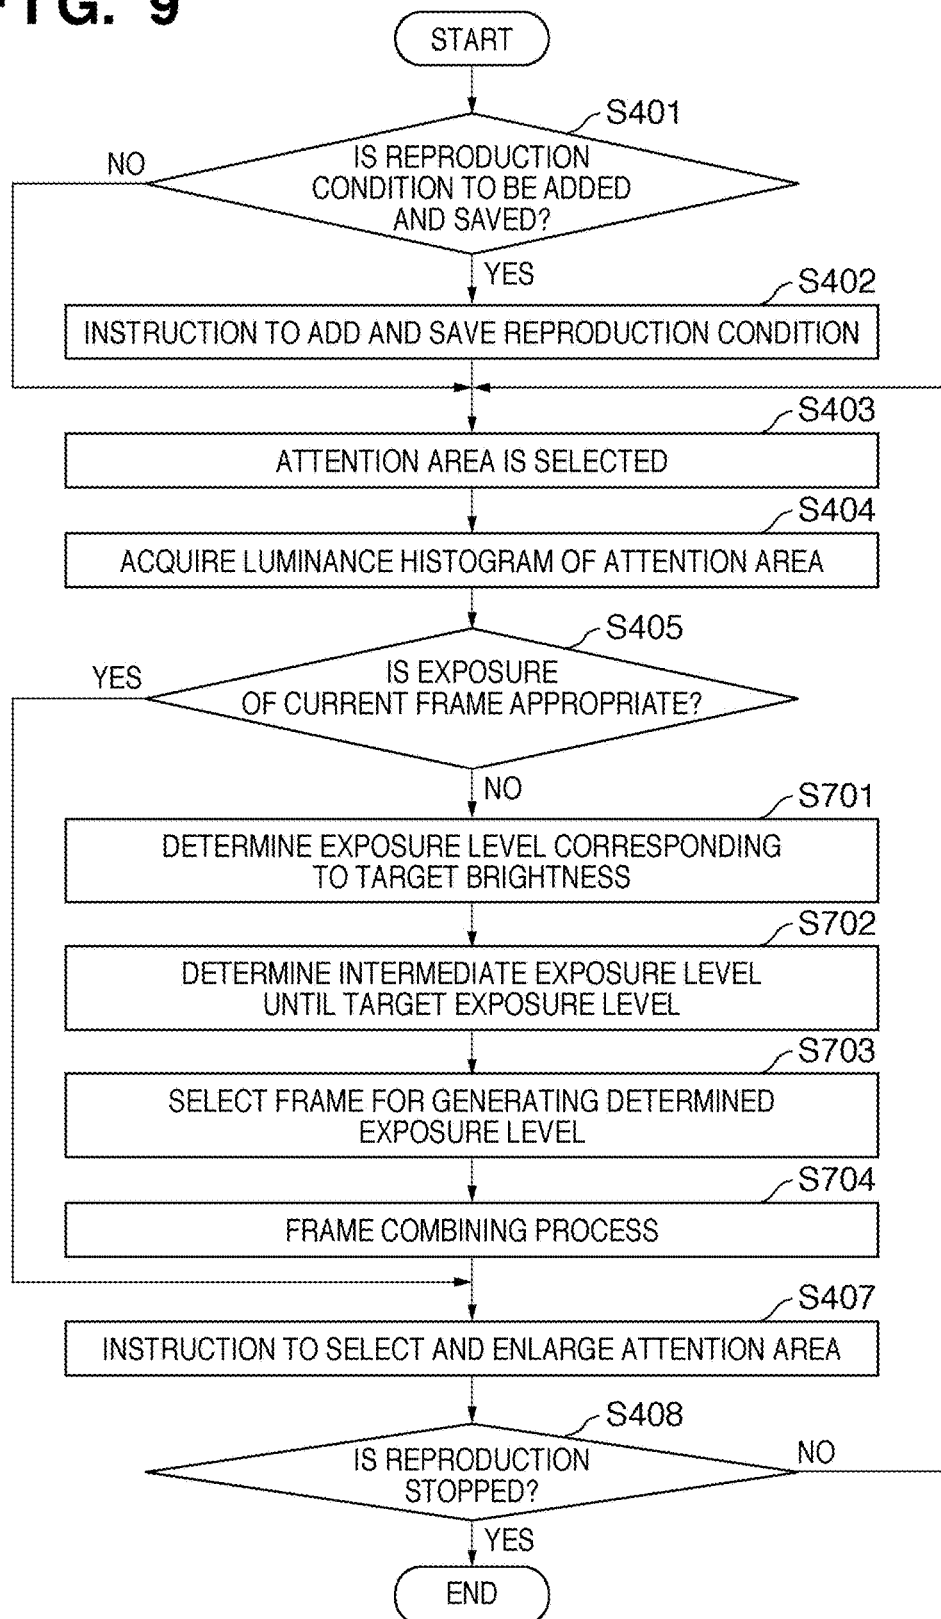 FIG. 9
START
S401
NO
IS REPRODUCTION
CONDITION TO BE ADDED
AND SAVED?
YES
S402
INSTRUCTION TO ADD AND SAVE REPRODUCTION CONDITION
S403
ATTENTION AREA IS SELECTED
S404
ACQUIRE LUMINANCE HISTOGRAM OF ATTENTION AREA
S405
YES
IS EXPOSURE
OF CURRENT FRAME APPROPRIATE?
NO
S701
DETERMINE EXPOSURE LEVEL CORRESPONDING
TO TARGET BRIGHTNESS
S702
DETERMINE INTERMEDIATE EXPOSURE LEVEL
UNTIL TARGET EXPOSURE LEVEL
S703
SELECT FRAME FOR GENERATING DETERMINED
EXPOSURE LEVEL
S704
FRAME COMBINING PROCESS
S407
INSTRUCTION TO SELECT AND ENLARGE ATTENTION AREA
S408
NO
IS REPRODUCTION
STOPPED?
YES
END